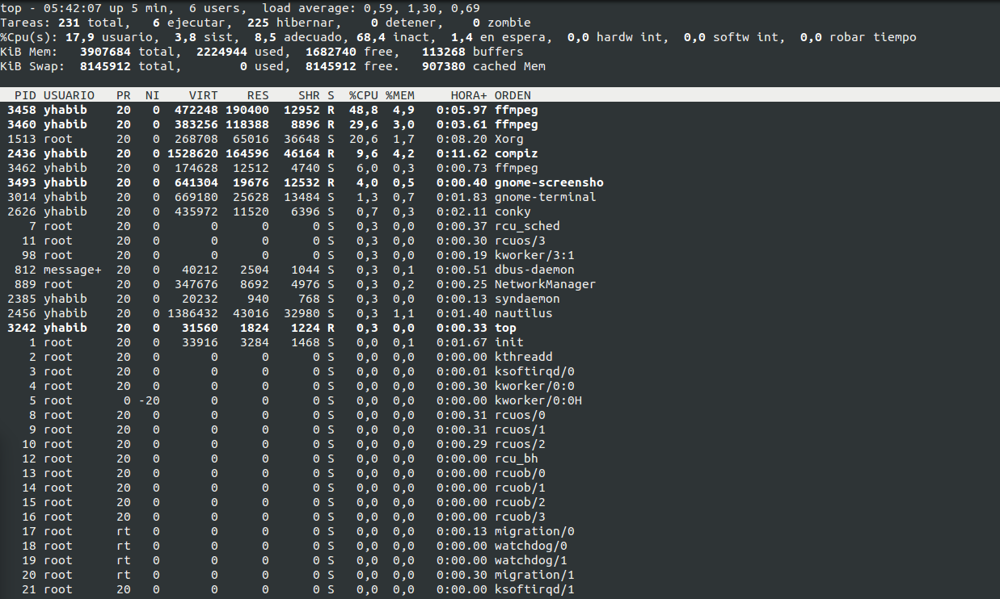 top - 05:42:07 up 5 min,  6 users,  load average: 0,59, 1,30, 0,69
Tareas: 231 total,   6 ejecutar,  225 hibernar,    0 detener,    0 zombie
%Cpu(s): 17,9 usuario,  3,8 sist,  8,5 adecuado, 68,4 inact,  1,4 en espera,  0,0 hardw int,  0,0 softw int,  0,0 robar tiempo
KiB Mem:   3907684 total,  2224944 used,  1682740 free,   113268 buffers
KiB Swap:  8145912 total,        0 used,  8145912 free.   907380 cached Mem

  PID USUARIO   PR  NI    VIRT    RES    SHR S  %CPU %MEM     HORA+ ORDEN
 3458 yhabib    20   0  472248 190400  12952 R  48,8  4,9   0:05.97 ffmpeg
 3460 yhabib    20   0  383256 118388   8896 R  29,6  3,0   0:03.61 ffmpeg
 1513 root      20   0  268708  65016  36648 S  20,6  1,7   0:08.20 Xorg
 2436 yhabib    20   0 1528620 164596  46164 R   9,6  4,2   0:11.62 compiz
 3462 yhabib    20   0  174628  12512   4740 S   6,0  0,3   0:00.73 ffmpeg
 3493 yhabib    20   0  641304  19676  12532 R   4,0  0,5   0:00.40 gnome-screensho
 3014 yhabib    20   0  669180  25628  13484 S   1,3  0,7   0:01.83 gnome-terminal
 2626 yhabib    20   0  435972  11520   6396 S   0,7  0,3   0:02.11 conky
    7 root      20   0       0      0      0 S   0,3  0,0   0:00.37 rcu_sched
   11 root      20   0       0      0      0 S   0,3  0,0   0:00.30 rcuos/3
   98 root      20   0       0      0      0 S   0,3  0,0   0:00.19 kworker/3:1
  812 message+  20   0   40212   2504   1044 S   0,3  0,1   0:00.51 dbus-daemon
  889 root      20   0  347676   8692   4976 S   0,3  0,2   0:00.25 NetworkManager
 2385 yhabib    20   0   20232    940    768 S   0,3  0,0   0:00.13 syndaemon
 2456 yhabib    20   0 1386432  43016  32980 S   0,3  1,1   0:01.40 nautilus
 3242 yhabib    20   0   31560   1824   1224 R   0,3  0,0   0:00.33 top
    1 root      20   0   33916   3284   1468 S   0,0  0,1   0:01.67 init
    2 root      20   0       0      0      0 S   0,0  0,0   0:00.00 kthreadd
    3 root      20   0       0      0      0 S   0,0  0,0   0:00.01 ksoftirqd/0
    4 root      20   0       0      0      0 S   0,0  0,0   0:00.30 kworker/0:0
    5 root       0 -20       0      0      0 S   0,0  0,0   0:00.00 kworker/0:0H
    8 root      20   0       0      0      0 S   0,0  0,0   0:00.31 rcuos/0
    9 root      20   0       0      0      0 S   0,0  0,0   0:00.31 rcuos/1
   10 root      20   0       0      0      0 S   0,0  0,0   0:00.29 rcuos/2
   12 root      20   0       0      0      0 S   0,0  0,0   0:00.00 rcu_bh
   13 root      20   0       0      0      0 S   0,0  0,0   0:00.00 rcuob/0
   14 root      20   0       0      0      0 S   0,0  0,0   0:00.00 rcuob/1
   15 root      20   0       0      0      0 S   0,0  0,0   0:00.00 rcuob/2
   16 root      20   0       0      0      0 S   0,0  0,0   0:00.00 rcuob/3
   17 root      rt   0       0      0      0 S   0,0  0,0   0:00.13 migration/0
   18 root      rt   0       0      0      0 S   0,0  0,0   0:00.00 watchdog/0
   19 root      rt   0       0      0      0 S   0,0  0,0   0:00.00 watchdog/1
   20 root      rt   0       0      0      0 S   0,0  0,0   0:00.30 migration/1
   21 root      20   0       0      0      0 S   0,0  0,0   0:00.00 ksoftirqd/1